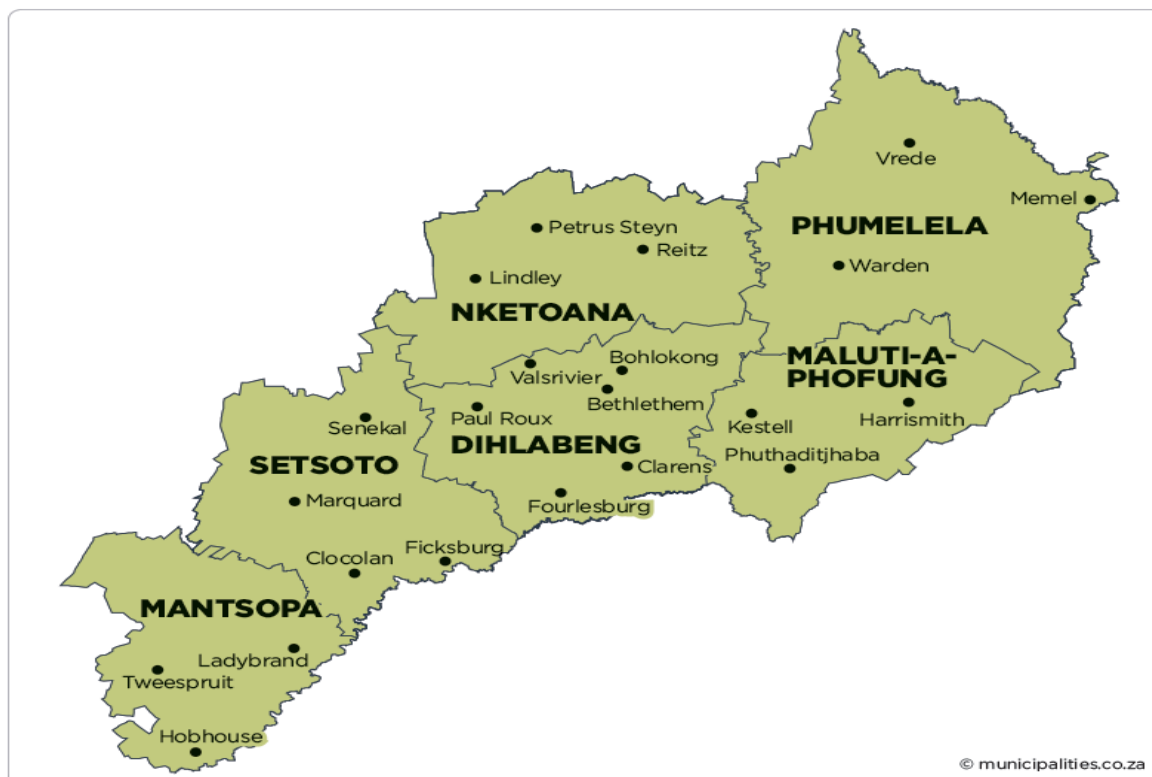 Vrede
Memel
PHUMELELA
Warden
Petrus Steyn
Reitz
Lindley
NKETOANA
MALUTI-A-
PHOFUNG
Harrismith
Kestell
Phuthaditjhaba
Bohlokong
Valsrivier
Bethlethem
Paul Roux
DIHLABENG
Clarens
Fourlesburg
Senekal
SETSOTO
Marquard
Ficksburg
Clocolan
MANTSOPA
Ladybrand
Tweespruit
Hobhouse
© municipalities.co.za